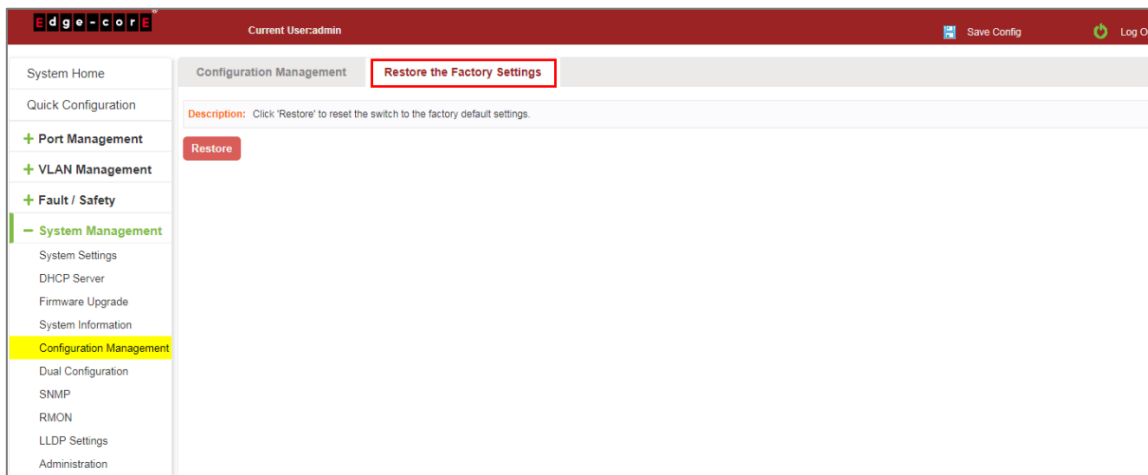 Edge-corE
Current User:admin
Save Config
Log O
System Home
Quick Configuration
+ Port Management
+ VLAN Management
+ Fault / Safety
− System Management
System Settings
DHCP Server
Firmware Upgrade
System Information
Configuration Management
Dual Configuration
SNMP
RMON
LLDP Settings
Administration
Configuration Management
Restore the Factory Settings
Description: Click 'Restore' to reset the switch to the factory default settings.
Restore